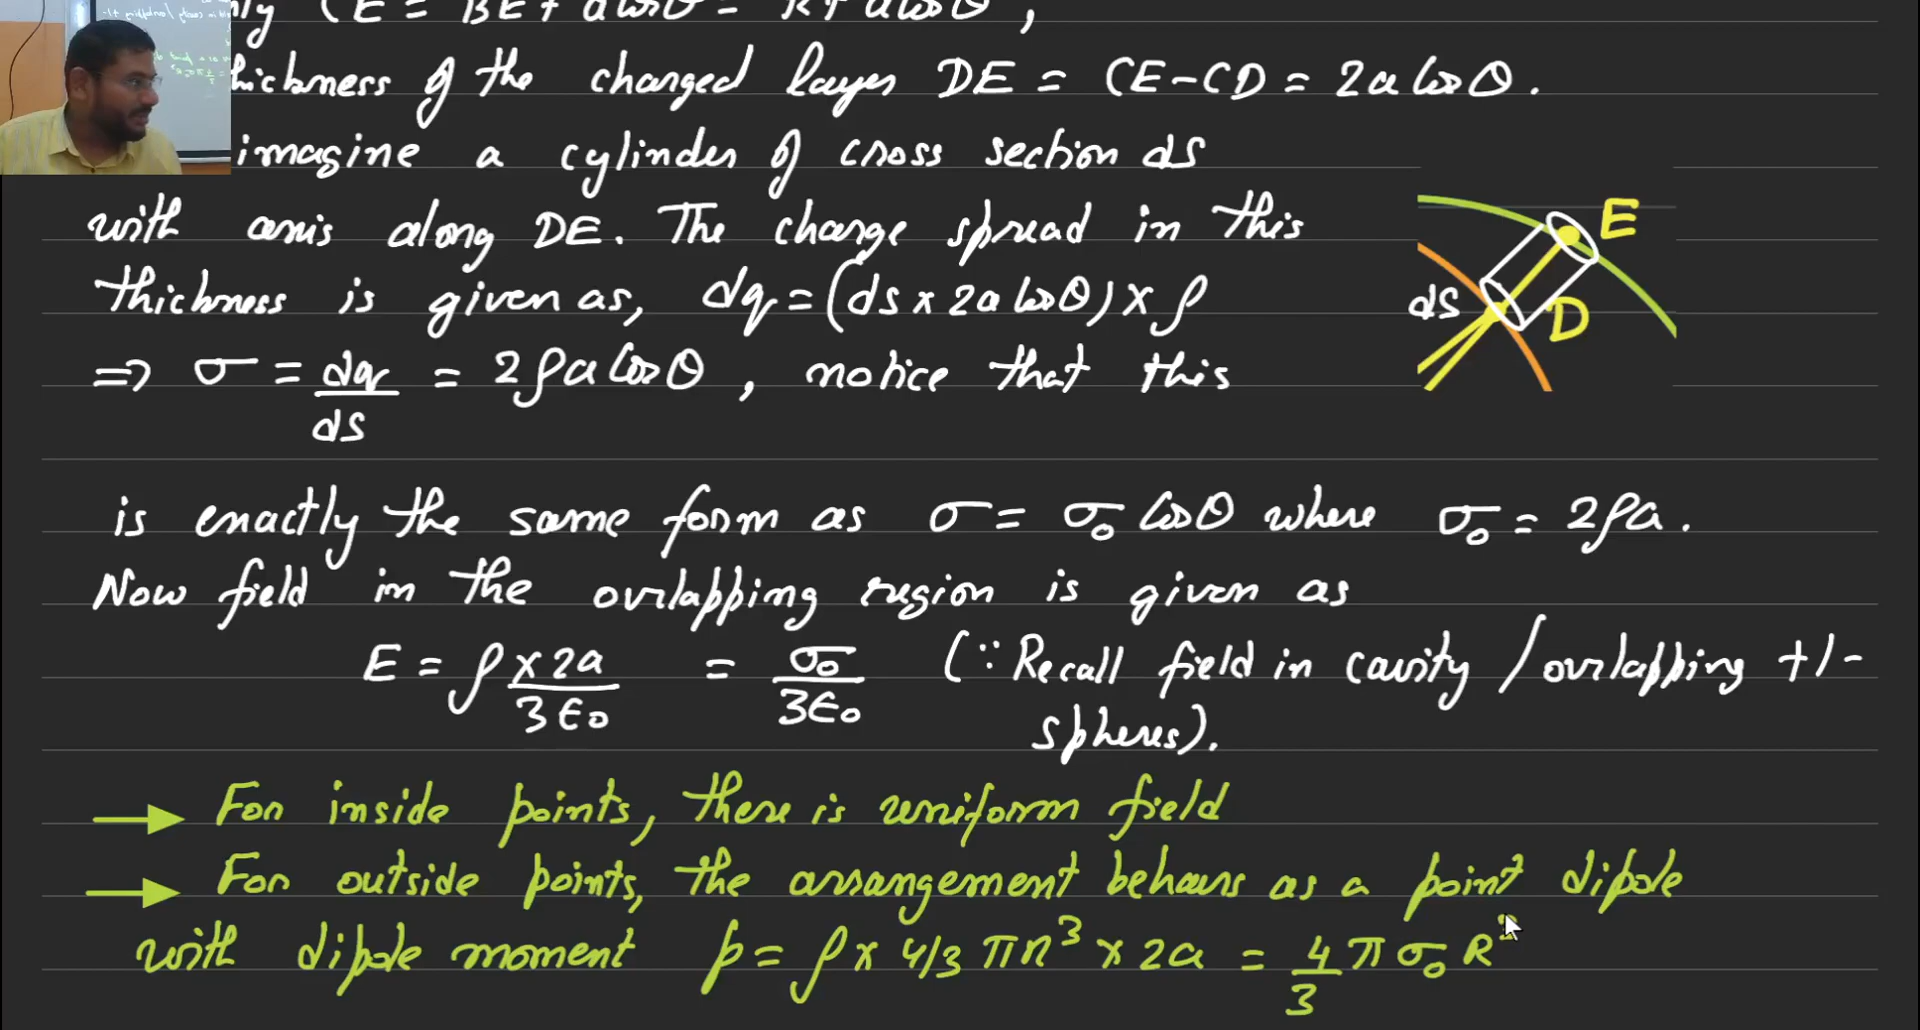 CE = BE + a cosθ = R + a cosθ,
thickness of the charged layer DE = CE - CD = 2a cosθ.
imagine a cylinder of cross section ds
with axis along DE. The charge spread in this
thickness is given as, dq = (ds x 2a cosθ) x ρ
⇒ σ = dq/ds = 2ρa cosθ, notice that this
E
ds
D
is exactly the same form as σ = σ₀ cosθ where σ₀ = 2ρa.
Now field in the overlapping region is given as
E = ρ x 2a / 3ε₀ = σ₀ / 3ε₀ (∵ Recall field in cavity / overlapping +/-
spheres).
→ For inside points, there is uniform field
→ For outside points, the arrangement behaves as a point dipole
with dipole moment p = ρ x 4/3 πr³ x 2a = 4/3 π σ₀ R